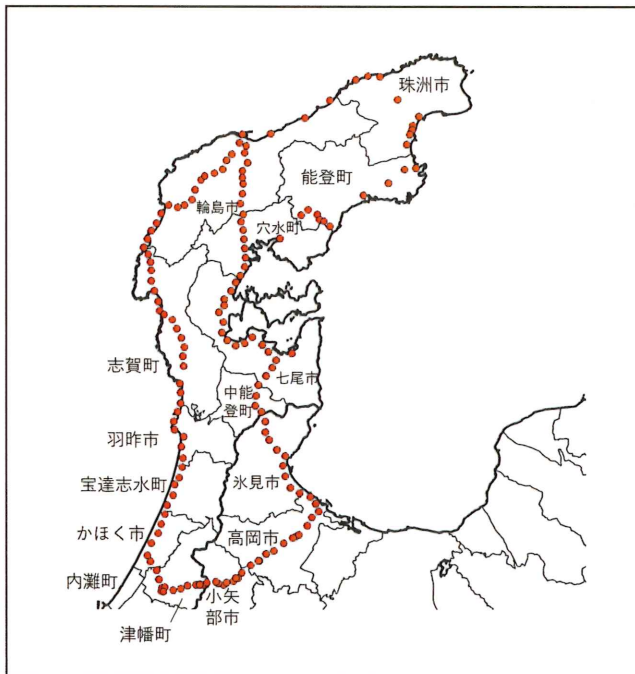 珠洲市
能登町
輪島市
穴水町
志賀町
七尾市
中能
登町
羽咋市
宝達志水町
氷見市
かほく市
高岡市
内灘町
小矢
部市
津幡町